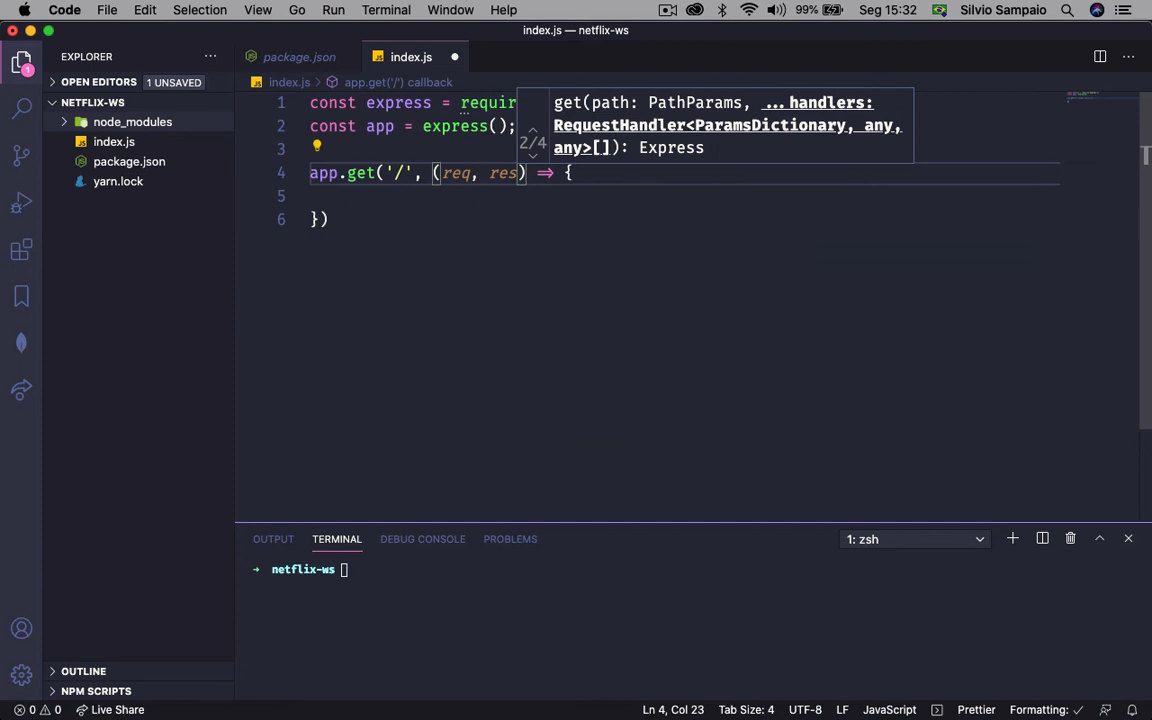 Code File Edit Selection View Go Run Terminal Window Help 99% Seg 15:32 Silvio Sampaio
index.js — netflix-ws
EXPLORER
package.json
index.js
OPEN EDITORS 1 UNSAVED
index.js app.get('/') callback
NETFLIX-WS
node_modules
index.js
package.json
yarn.lock
1 const express = requir
2 const app = express();
3
4 app.get('/', (req, res) => {
5
6 })
2/4
get(path: PathParams, ...handlers:
RequestHandler<ParamsDictionary, any,
any>[]): Express
OUTPUT TERMINAL DEBUG CONSOLE PROBLEMS 1: zsh
→ netflix-ws
OUTLINE
NPM SCRIPTS
0 0 Live Share Ln 4, Col 23 Tab Size: 4 UTF-8 LF JavaScript Prettier Formatting: ✓
1